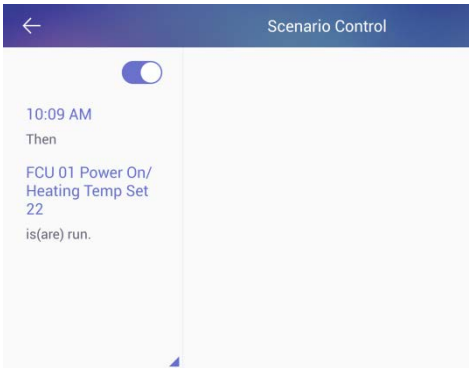 Scenario Control
10:09 AM
Then
FCU 01 Power On/
Heating Temp Set
22
is(are) run.